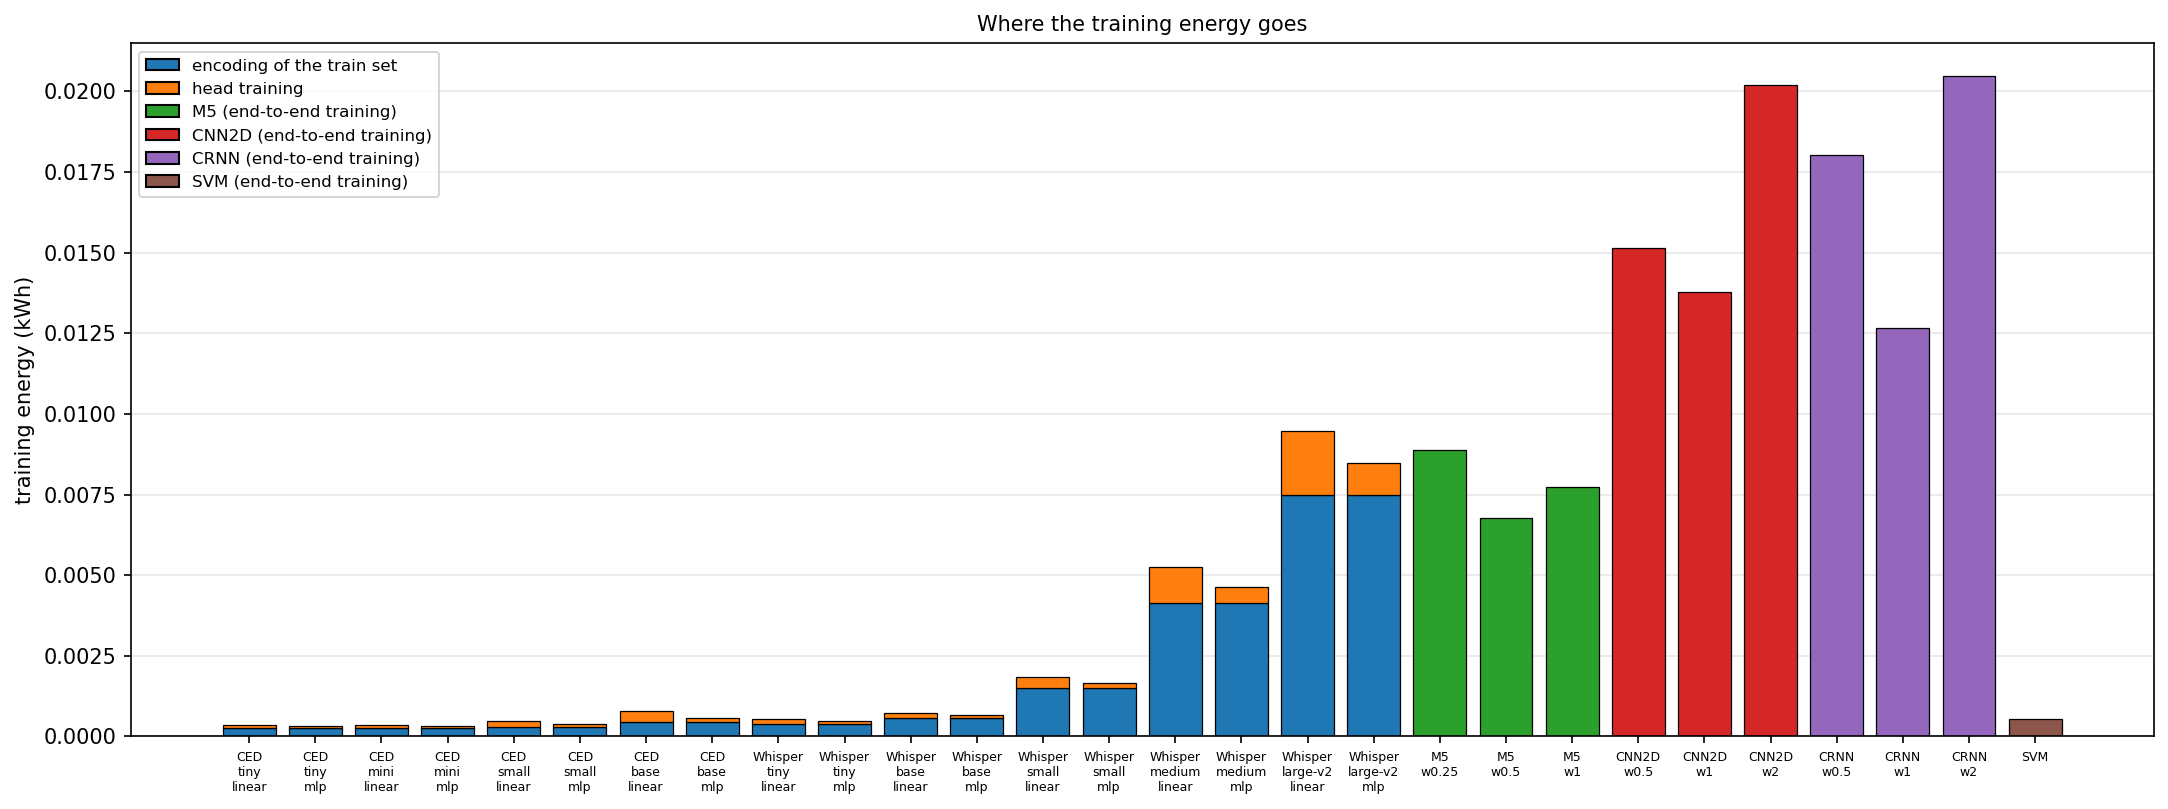 Where the training energy goes
encoding of the train set
head training
M5 (end-to-end training)
CNN2D (end-to-end training)
CRNN (end-to-end training)
SVM (end-to-end training)
training energy (kWh)
0.0200
0.0175
0.0150
0.0125
0.0100
0.0075
0.0050
0.0025
0.0000
CED
tiny
linear
CED
tiny
mlp
CED
mini
linear
CED
mini
mlp
CED
small
linear
CED
small
mlp
CED
base
linear
CED
base
mlp
Whisper
tiny
linear
Whisper
tiny
mlp
Whisper
base
linear
Whisper
base
mlp
Whisper
small
linear
Whisper
small
mlp
Whisper
medium
linear
Whisper
medium
mlp
Whisper
large-v2
linear
Whisper
large-v2
mlp
M5
w0.25
M5
w0.5
M5
w1
CNN2D
w0.5
CNN2D
w1
CNN2D
w2
CRNN
w0.5
CRNN
w1
CRNN
w2
SVM